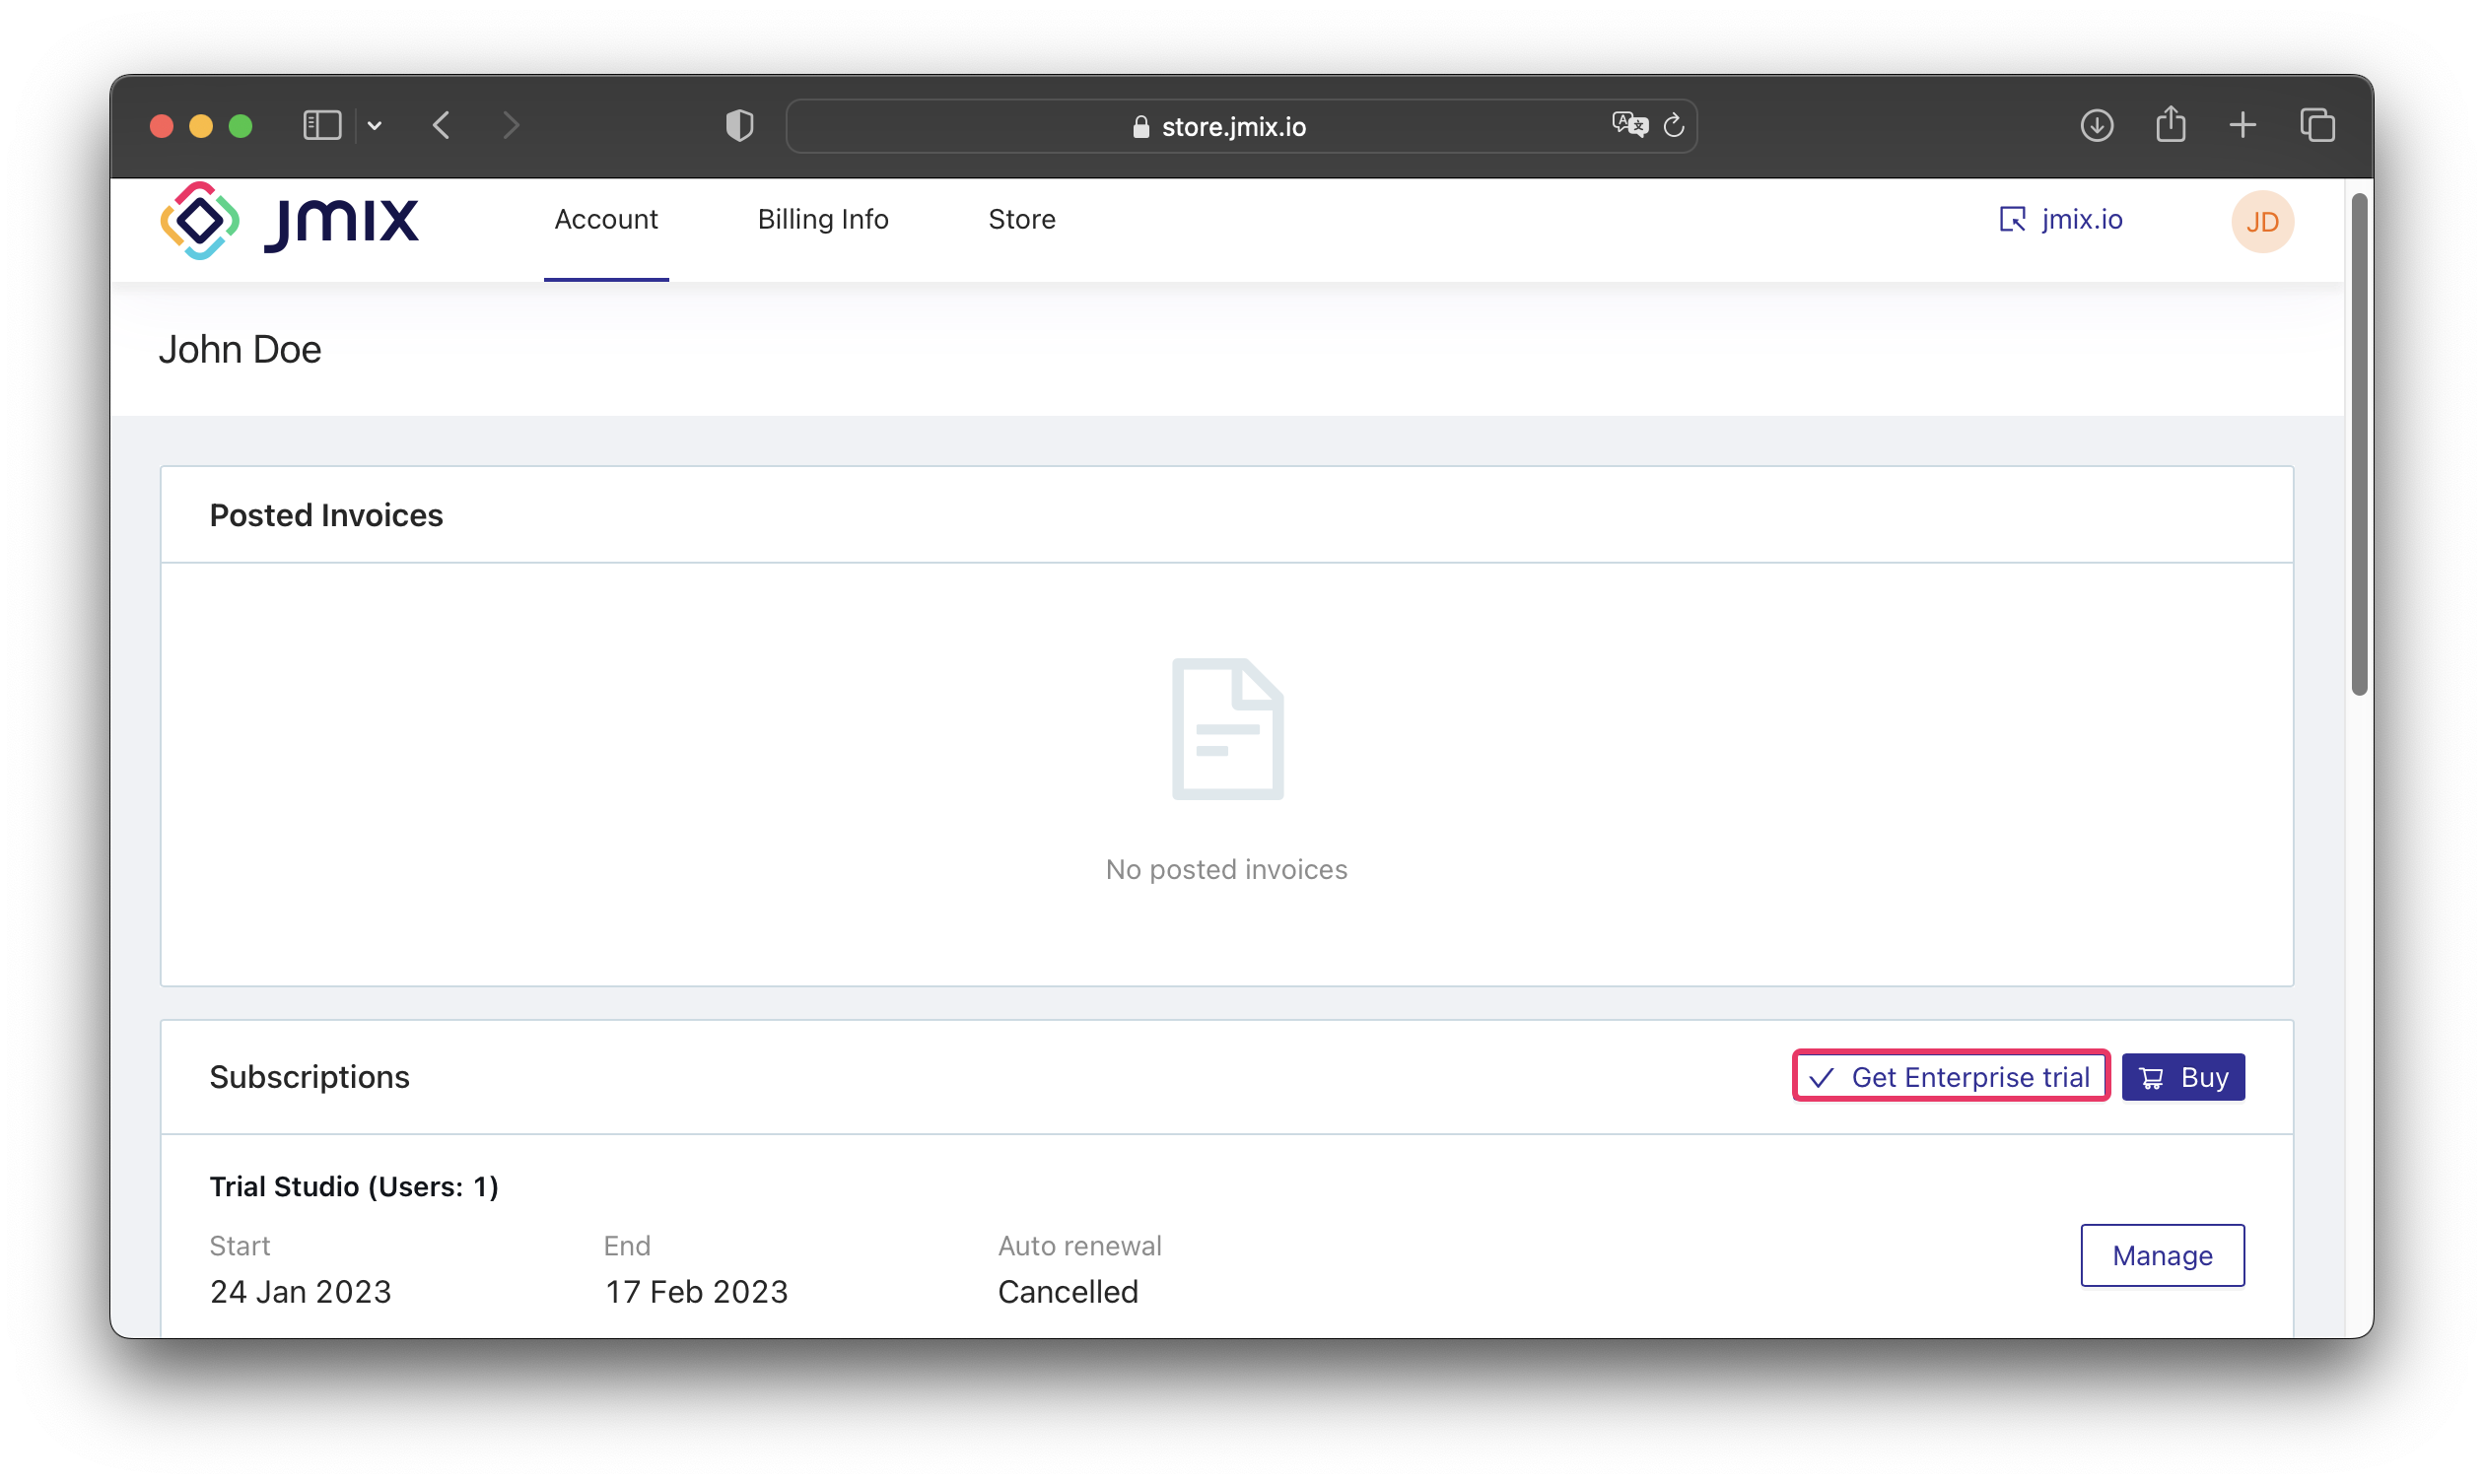 store.jmix.io
Jmix
Account
Billing Info
Store
jmix.io
JD
John Doe
Posted Invoices
No posted invoices
Subscriptions
Get Enterprise trial
Buy
Trial Studio (Users: 1)
Start
End
Auto renewal
24 Jan 2023
17 Feb 2023
Cancelled
Manage